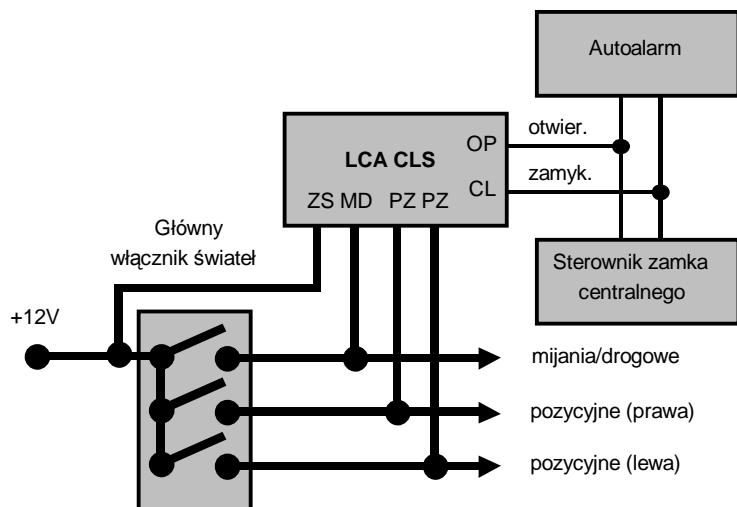 Autoalarm
otwier.
OP
LCA CLS
zamyk.
CL
ZS MD PZ PZ
Główny
włącznik świateł
Sterownik zamka
centralnego
+12V
mijania/drogowe
pozycyjne (prawa)
pozycyjne (lewa)